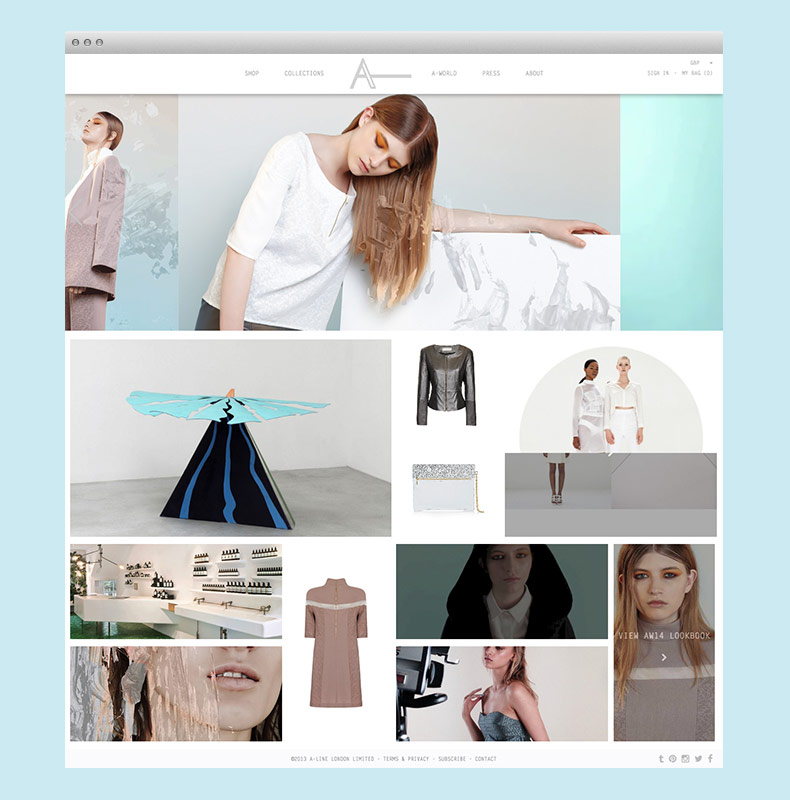 GBP
SHOP COLLECTIONS A A-WORLD PRESS ABOUT
SIGN IN - MY BAG (0)
VIEW AW14 LOOKBOOK
©2013 A-LINE LONDON LIMITED - TERMS & PRIVACY - SUBSCRIBE - CONTACT